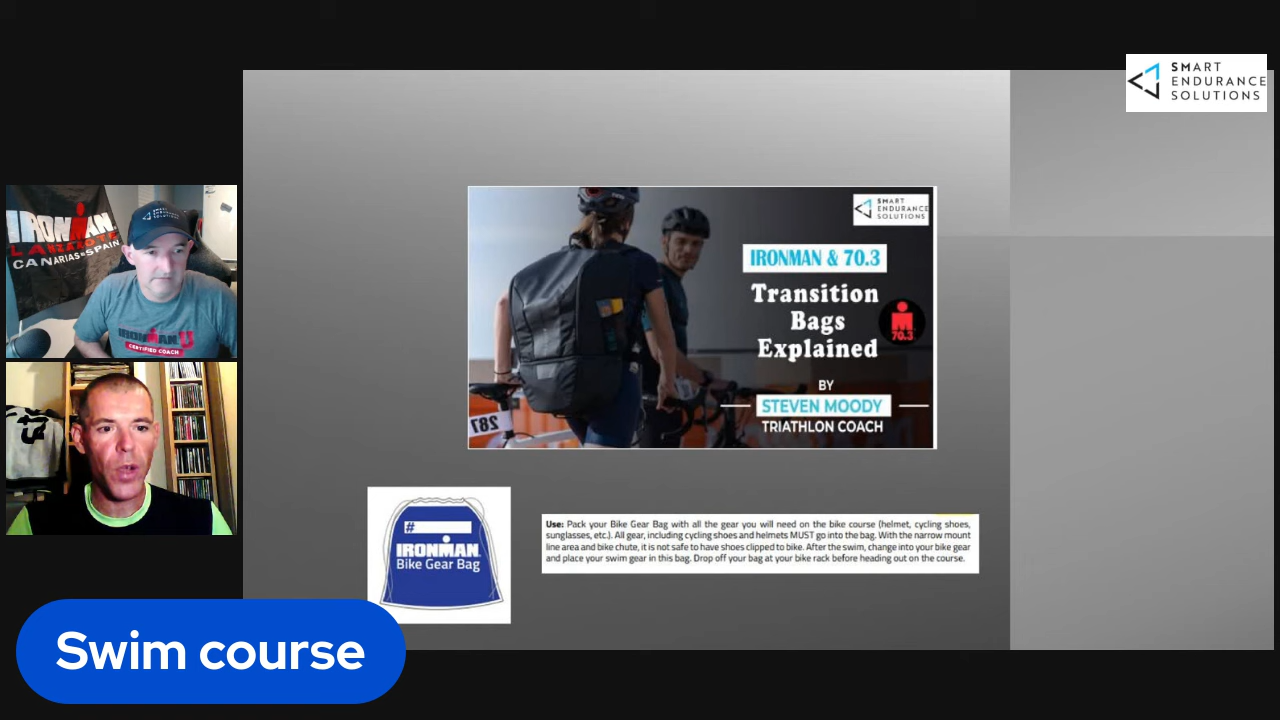 SMART
ENDURANCE
SOLUTIONS
IRONMAN
LANZAROTE
CANARIAS-SPAIN
IRONMAN U
CERTIFIED COACH
SMART
ENDURANCE
SOLUTIONS
IRONMAN & 70.3
Transition
Bags
Explained
70.3
BY
STEVEN MOODY
TRIATHLON COACH
287
#
IRONMAN
Bike Gear Bag
Use: Pack your Bike Gear Bag with all the gear you will need on the bike course (helmet, cycling shoes,
sunglasses, etc.). All gear, including cycling shoes and helmets MUST go into the bag. With the narrow mount
line area and bike chute, it is not safe to have shoes clipped to bike. After the swim, change into your bike gear
and place your swim gear in this bag. Drop off your bag at your bike rack before heading out on the course.
Swim course